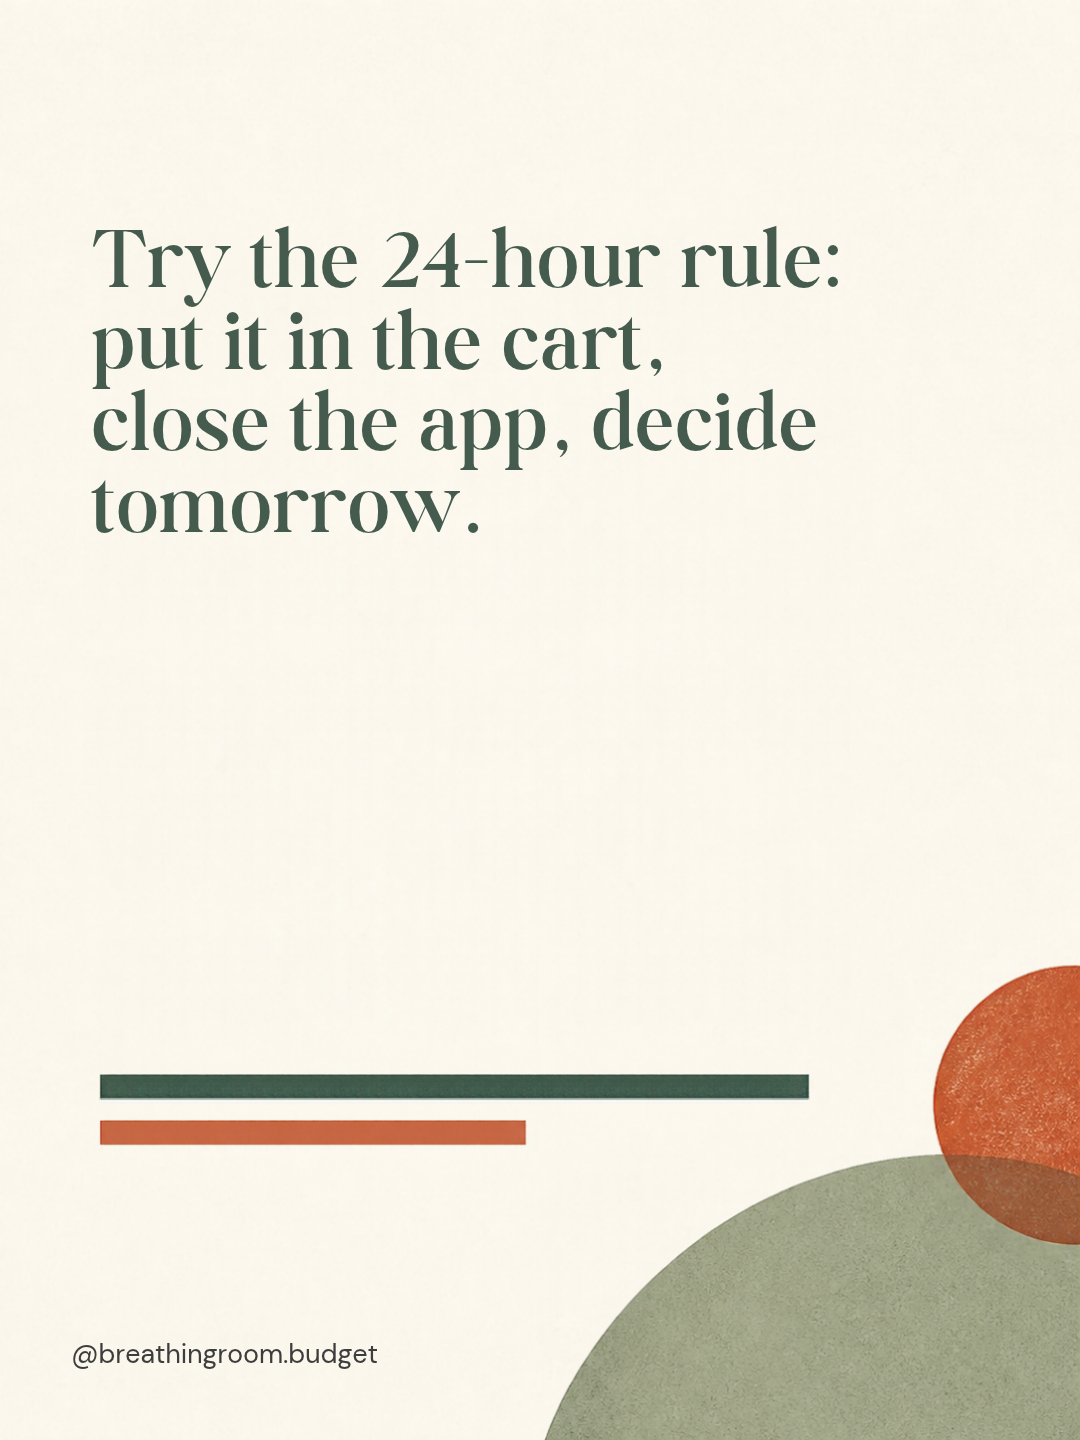 Try the 24-hour rule:
put it in the cart,
close the app, decide
tomorrow.
@breathingroom.budget